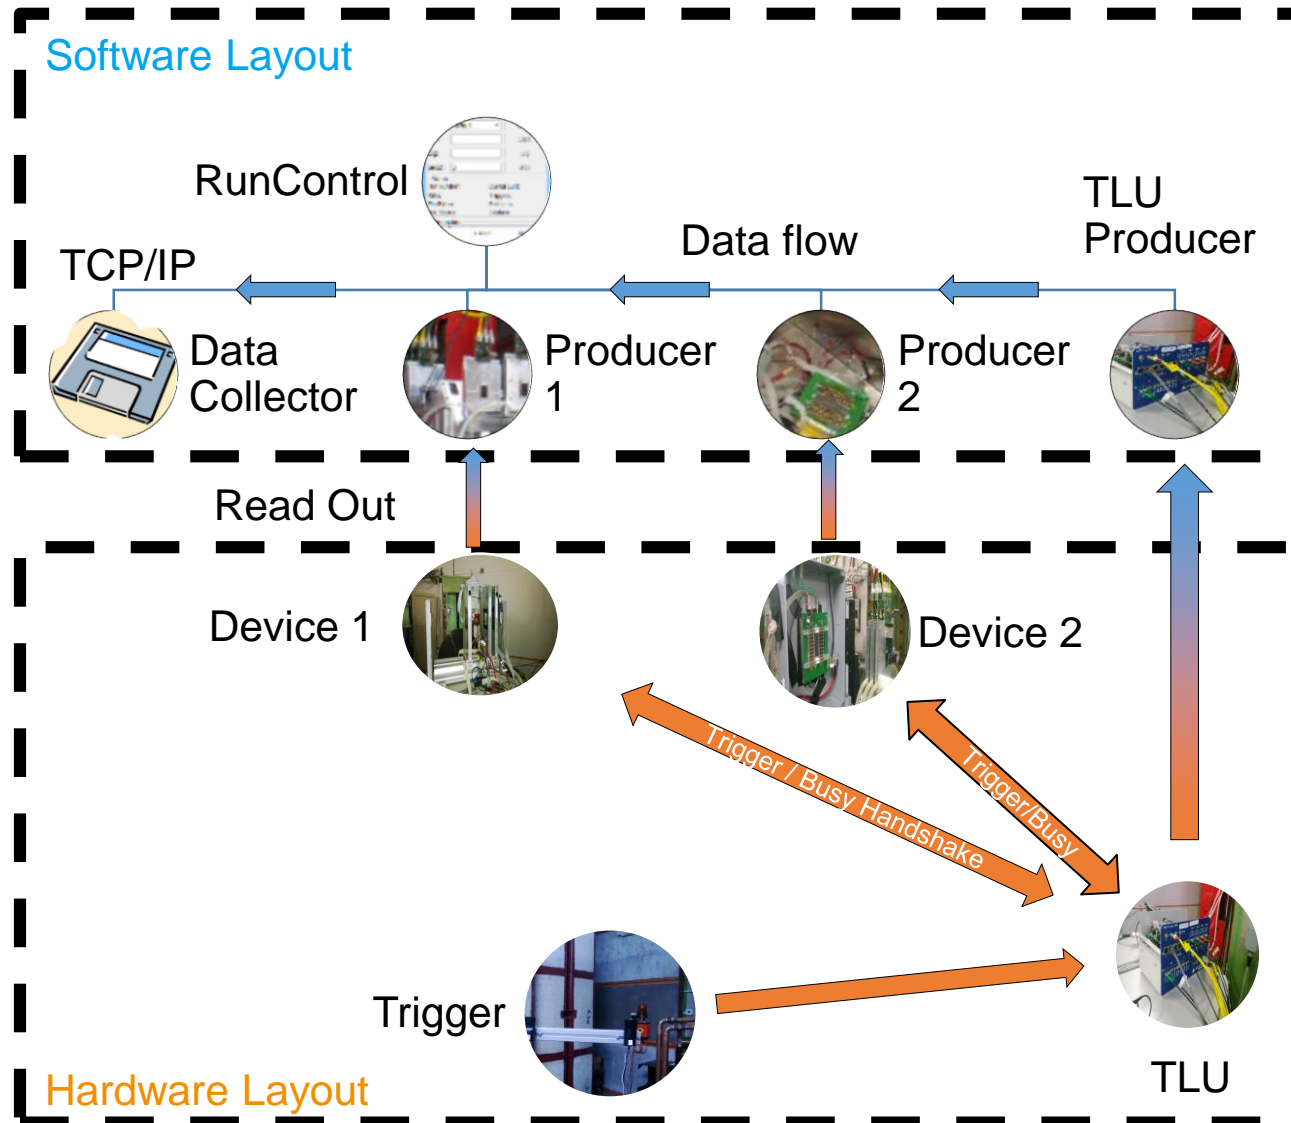 Software Layout
RunControl
TLU
Producer
Data flow
TCP/IP
Data
Collector
Producer
1
Producer
2
Read Out
Device 1
Device 2
Trigger / Busy Handshake
Trigger/Busy
Trigger
TLU
Hardware Layout